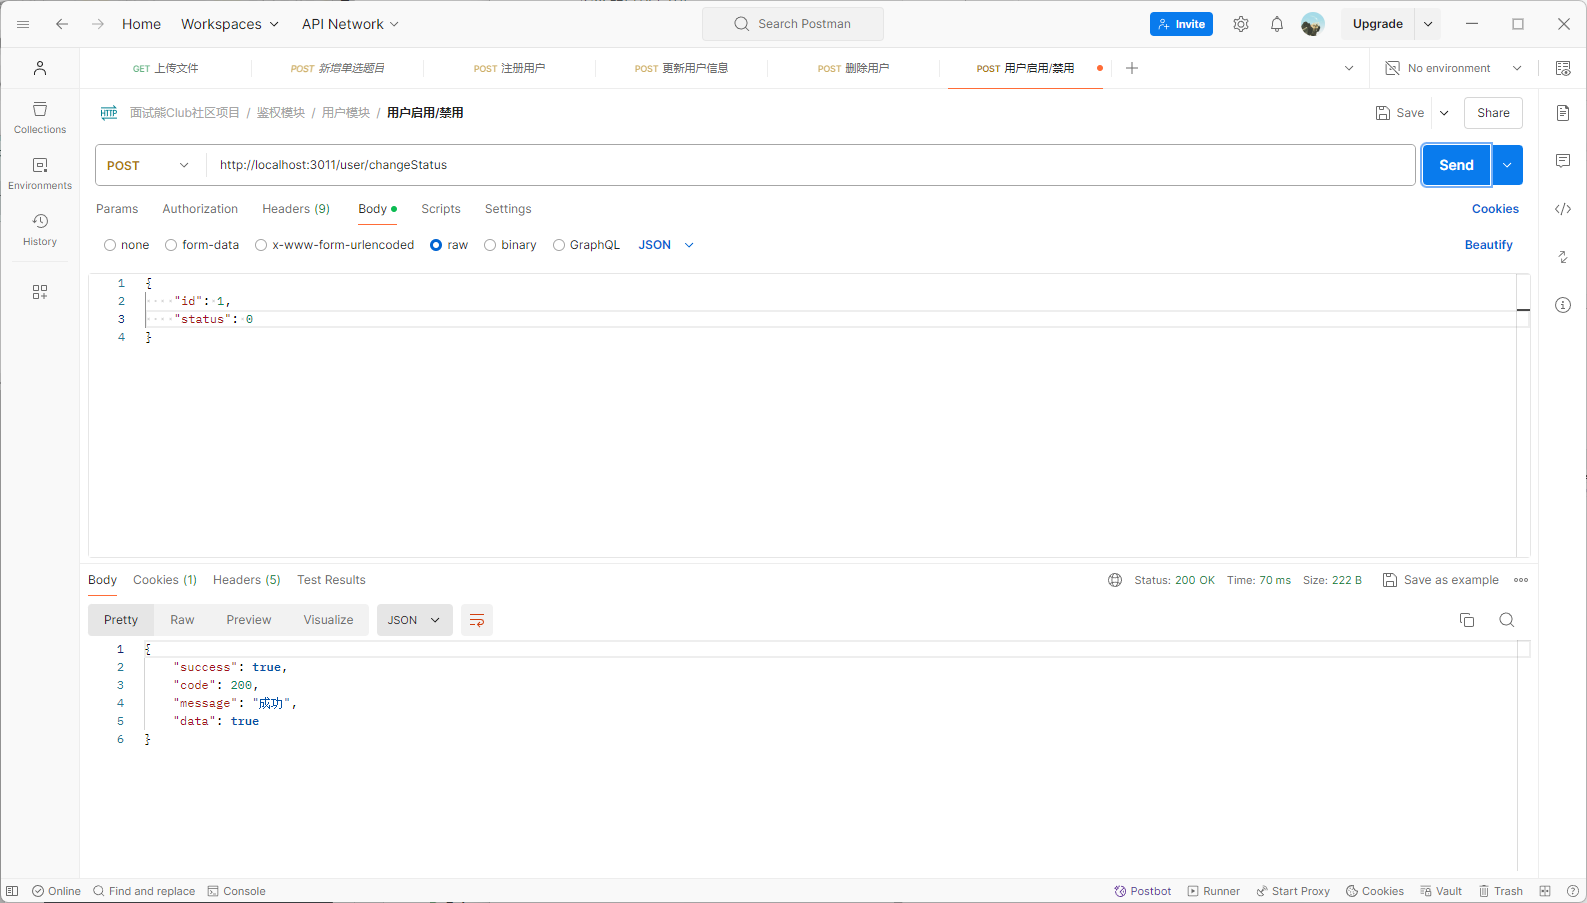 Home Workspaces API Network Search Postman Invite Upgrade
GET 上传文件 POST 新增单选题目 POST 注册用户 POST 更新用户信息 POST 删除用户 POST 用户启用/禁用 No environment
HTTP 面试熊Club社区项目 / 鉴权模块 / 用户模块 / 用户启用/禁用 Save Share
Collections
Environments
History
POST http://localhost:3011/user/changeStatus Send
Params Authorization Headers (9) Body Scripts Settings Cookies
none form-data x-www-form-urlencoded raw binary GraphQL JSON Beautify
1 {
2 "id": 1,
3 "status": 0
4 }
Body Cookies (1) Headers (5) Test Results Status: 200 OK Time: 70 ms Size: 222 B Save as example
Pretty Raw Preview Visualize JSON
1 {
2 "success": true,
3 "code": 200,
4 "message": "成功",
5 "data": true
6 }
Online Find and replace Console Postbot Runner Start Proxy Cookies Vault Trash